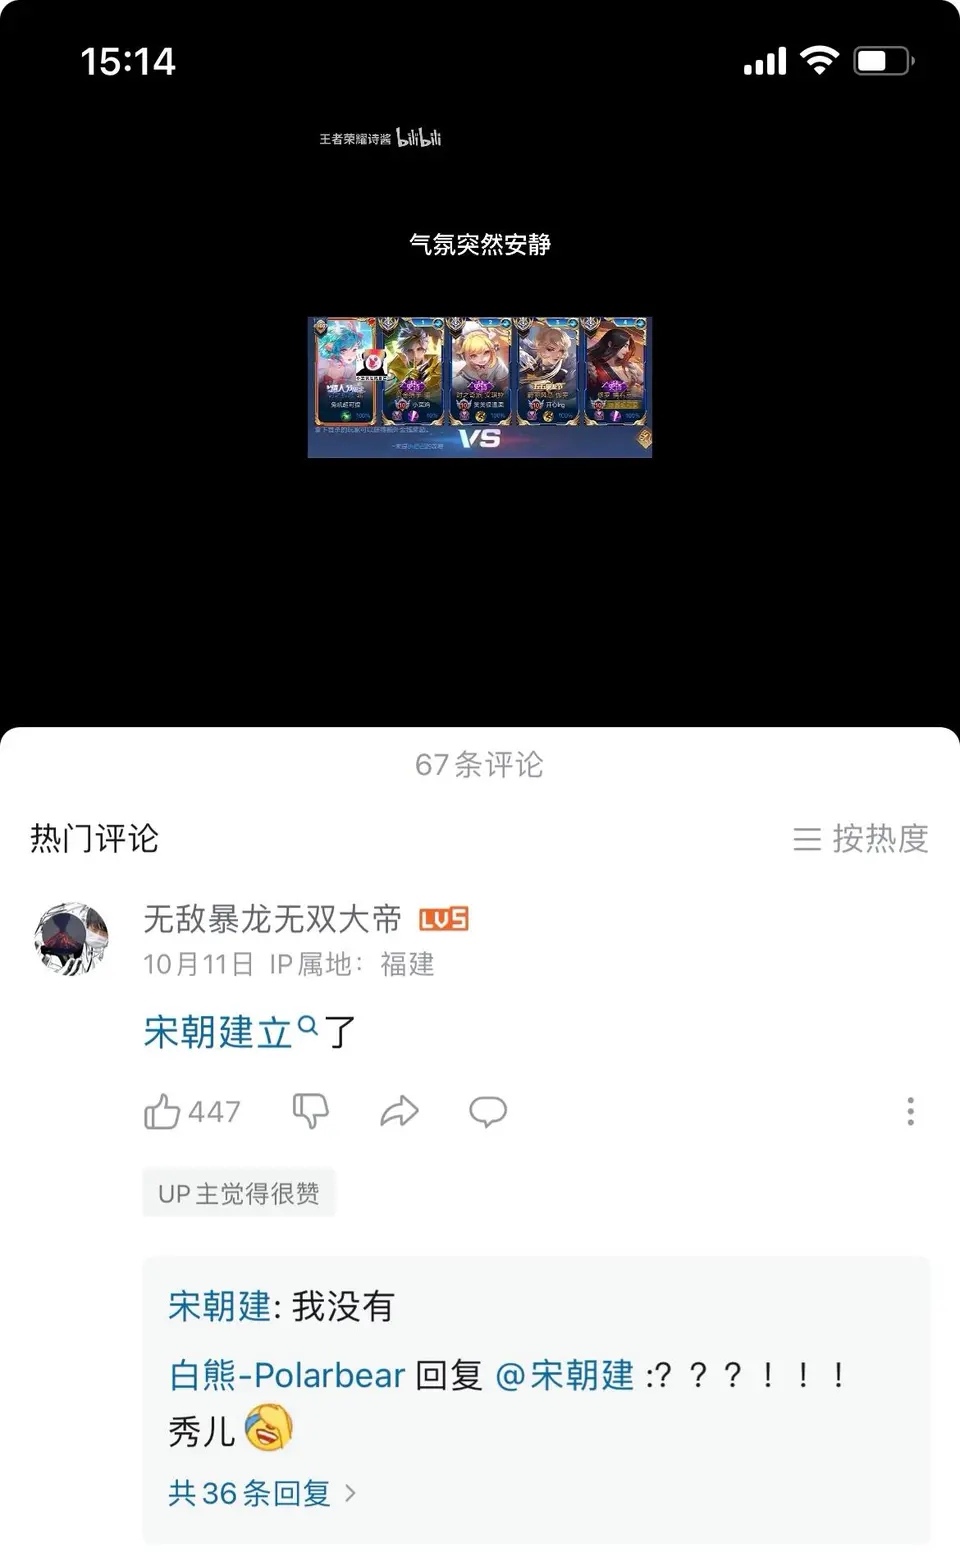 15:14
王者荣耀诗酱 bilibili
气氛突然安静
VS
67条评论
热门评论
按热度
无敌暴龙无双大帝 LV5
10月11日 IP属地：福建
宋朝建立了
447
UP主觉得很赞
宋朝建: 我没有
白熊-Polarbear 回复 @宋朝建 :？？？！！！
秀儿
共36条回复 >